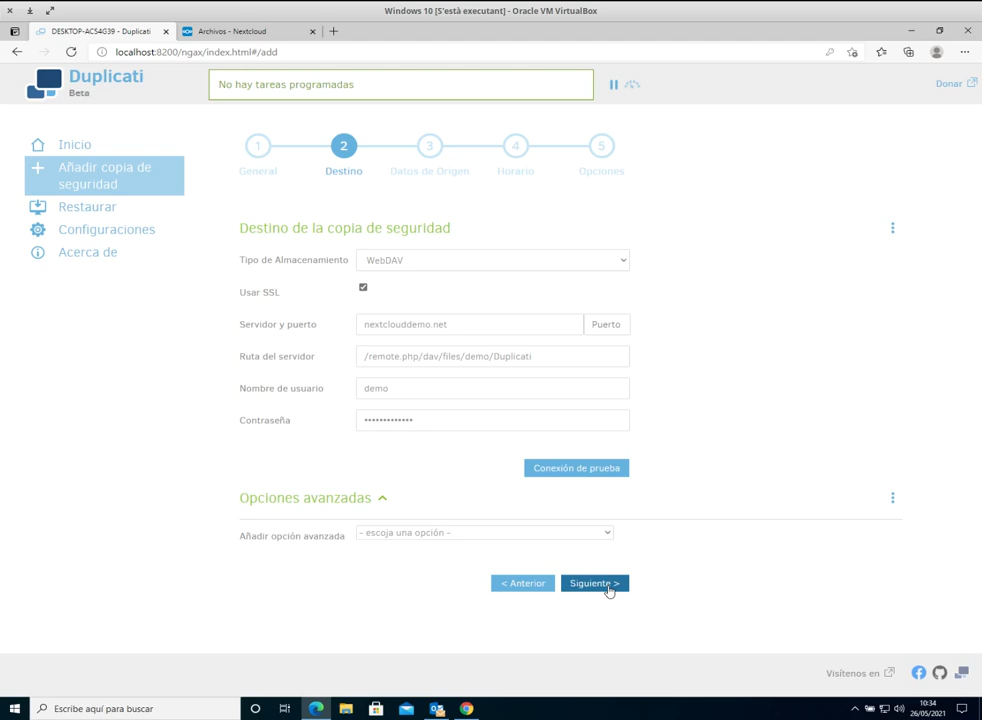 Windows 10 [S'està executant] - Oracle VM VirtualBox
DESKTOP-ACS4G39 - Duplicati
Archivos - Nextcloud
localhost:8200/ngax/index.html#/add
Duplicati
Beta
No hay tareas programadas
Donar
Inicio
Añadir copia de
seguridad
Restaurar
Configuraciones
Acerca de
1
2
3
4
5
General
Destino
Datos de Origen
Horario
Opciones
Destino de la copia de seguridad
Tipo de Almacenamiento
WebDAV
Usar SSL
Servidor y puerto
nextclouddemo.net
Puerto
Ruta del servidor
/remote.php/dav/files/demo/Duplicati
Nombre de usuario
demo
Contraseña
•••••••••••••
Conexión de prueba
Opciones avanzadas
Añadir opción avanzada
- escoja una opción -
< Anterior
Siguiente >
Visítenos en
Escribe aquí para buscar
10:34
26/05/2021